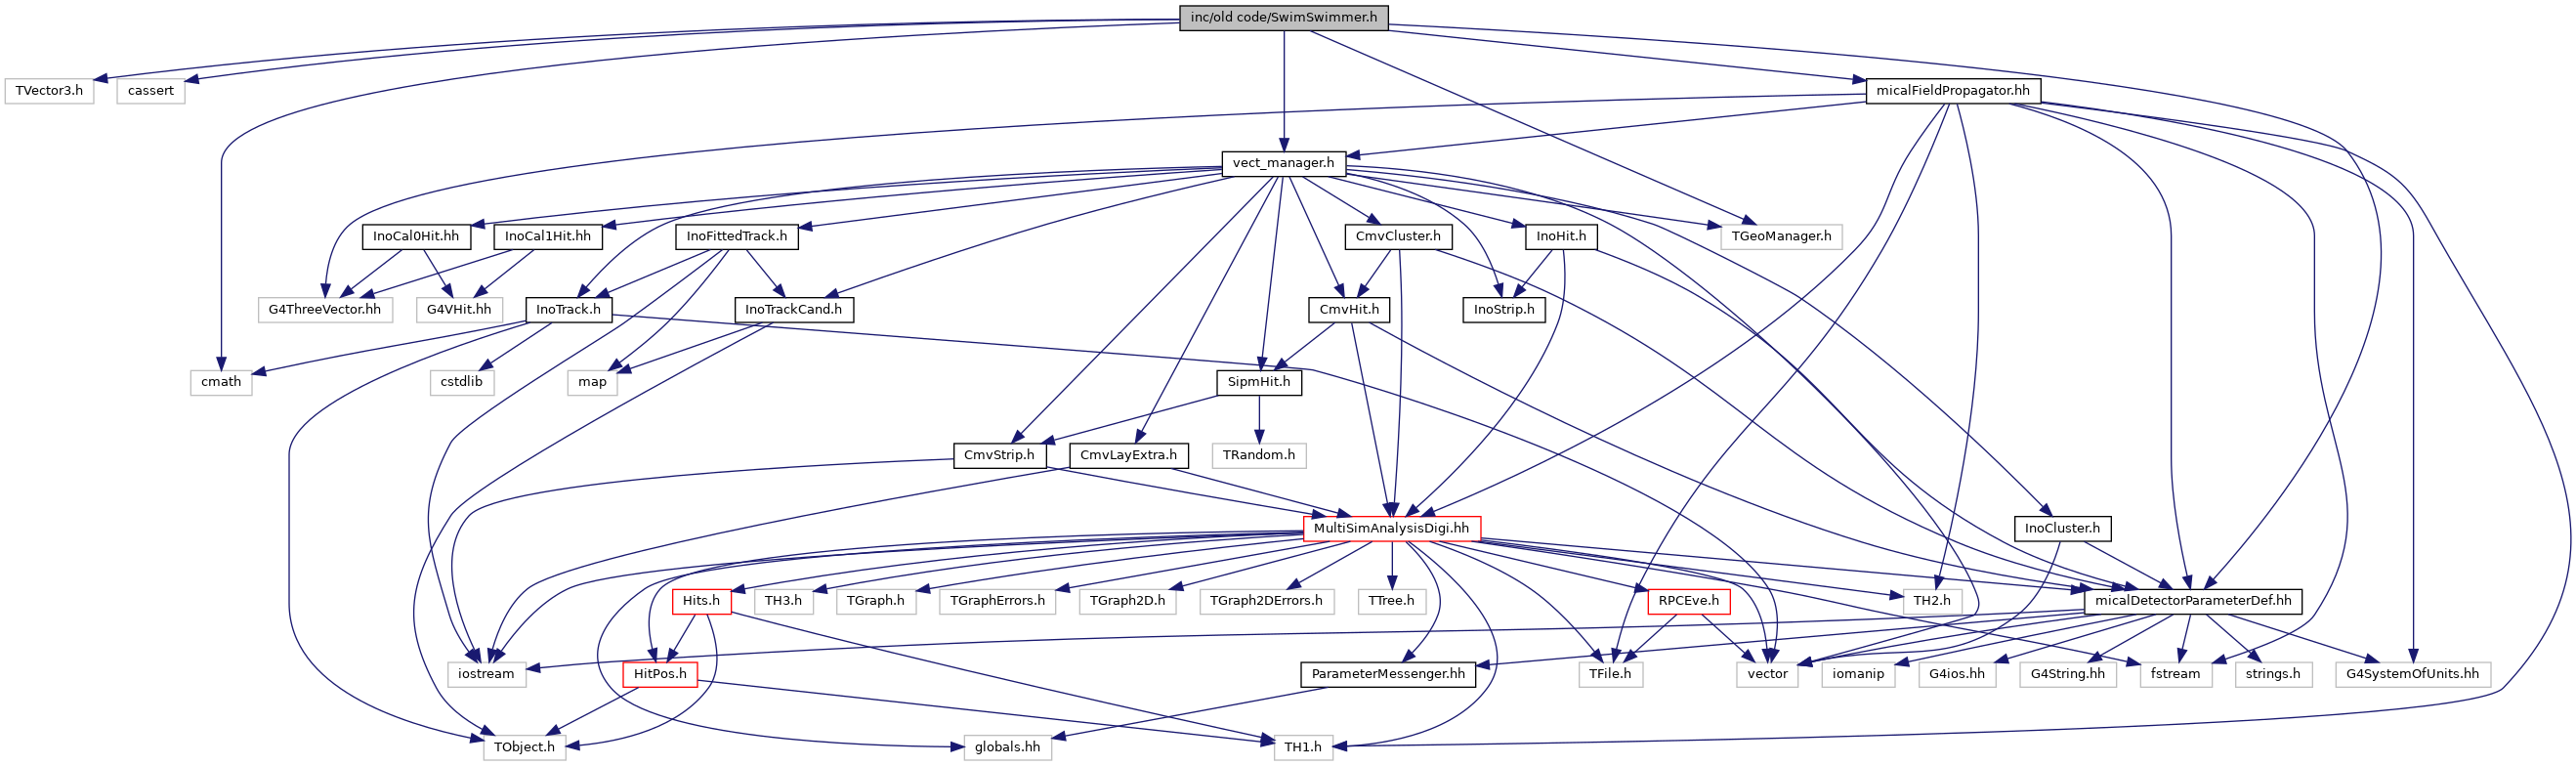 inc/old code/SwimSwimmer.h
TVector3.h
cassert
micalFieldPropagator.hh
vect_manager.h
InoCal0Hit.hh
InoCal1Hit.hh
InoFittedTrack.h
CmvCluster.h
InoHit.h
TGeoManager.h
G4ThreeVector.hh
G4VHit.hh
InoTrack.h
InoTrackCand.h
CmvHit.h
InoStrip.h
cmath
cstdlib
map
SipmHit.h
CmvStrip.h
CmvLayExtra.h
TRandom.h
MultiSimAnalysisDigi.hh
InoCluster.h
Hits.h
TH3.h
TGraph.h
TGraphErrors.h
TGraph2D.h
TGraph2DErrors.h
TTree.h
RPCEve.h
TH2.h
micalDetectorParameterDef.hh
iostream
HitPos.h
ParameterMessenger.hh
TFile.h
vector
iomanip
G4ios.hh
G4String.hh
fstream
strings.h
G4SystemOfUnits.hh
TObject.h
globals.hh
TH1.h